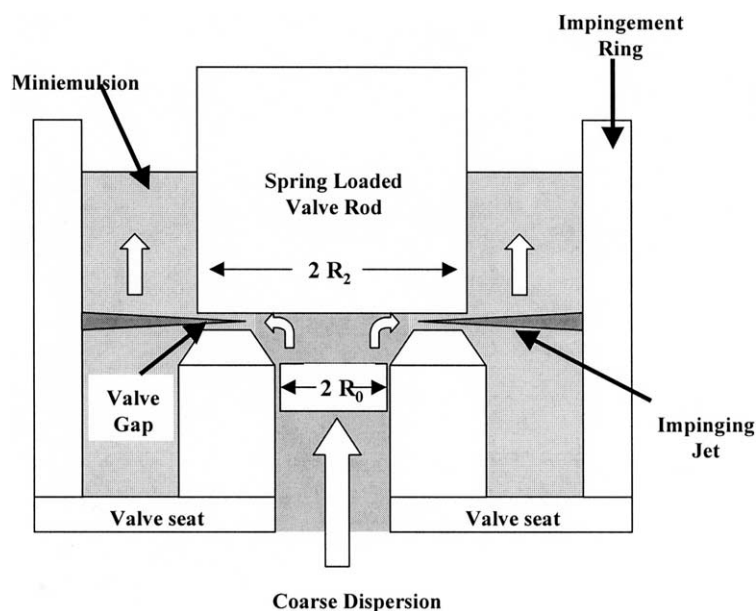 Impingement
Ring
Miniemulsion
Spring Loaded
Valve Rod
2 R₂
2 R₀
Valve
Gap
Impinging
Jet
Valve seat
Valve seat
Coarse Dispersion